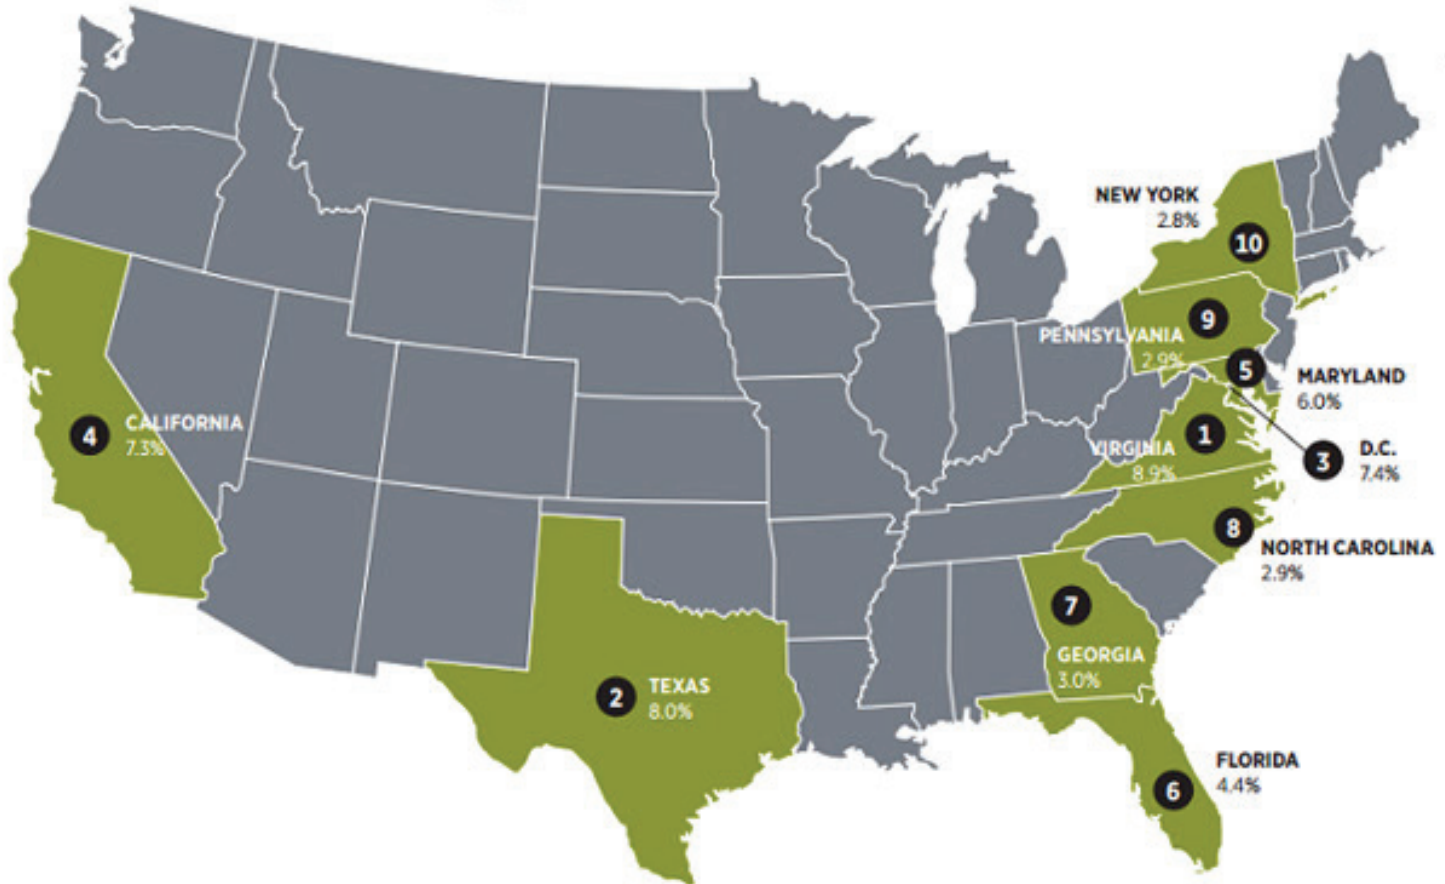 NEW YORK
2.8%
10
9
PENNSYLVANIA
2.9%
5
MARYLAND
6.0%
4
CALIFORNIA
7.3%
1
VIRGINIA
8.9%
3
D.C.
7.4%
8
NORTH CAROLINA
2.9%
7
GEORGIA
3.0%
2
TEXAS
8.0%
6
FLORIDA
4.4%